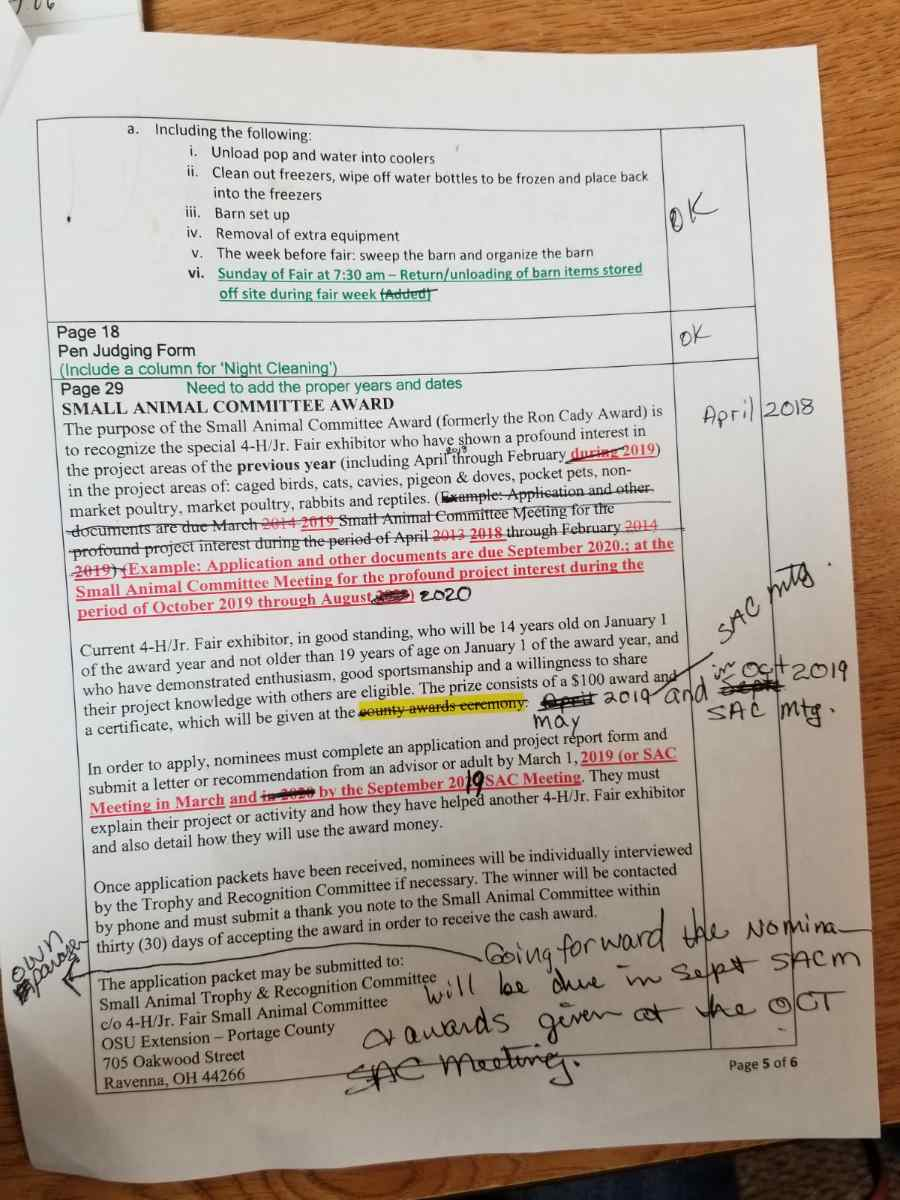 7.06
a. Including the following:
i. Unload pop and water into coolers
ii. Clean out freezers, wipe off water bottles to be frozen and place back
into the freezers
iii. Barn set up
iv. Removal of extra equipment
v. The week before fair: sweep the barn and organize the barn
vi. Sunday of Fair at 7:30 am – Return/unloading of barn items stored
off site during fair week (Added)
OK
Page 18
Pen Judging Form
(Include a column for 'Night Cleaning')
OK
Page 29 Need to add the proper years and dates
SMALL ANIMAL COMMITTEE AWARD
The purpose of the Small Animal Committee Award (formerly the Ron Cady Award) is
to recognize the special 4-H/Jr. Fair exhibitor who have shown a profound interest in
the project areas of the previous year (including April 2018 through February during 2019)
in the project areas of: caged birds, cats, cavies, pigeon & doves, pocket pets, non-
market poultry, market poultry, rabbits and reptiles. (Example: Application and other
documents are due March 2014 2019 Small Animal Committee Meeting for the
profound project interest during the period of April 2013 2018 through February 2014
2019) (Example: Application and other documents are due September 2020.; at the
Small Animal Committee Meeting for the profound project interest during the
period of October 2019 through August ) 2020
April 2018
Current 4-H/Jr. Fair exhibitor, in good standing, who will be 14 years old on January 1
of the award year and not older than 19 years of age on January 1 of the award year, and
who have demonstrated enthusiasm, good sportsmanship and a willingness to share
their project knowledge with others are eligible. The prize consists of a $100 award and
a certificate, which will be given at the county awards ceremony. April 2019 and in Oct 2019
may
SAC mtg.
Sept
SAC Mtg.
In order to apply, nominees must complete an application and project report form and
submit a letter or recommendation from an advisor or adult by March 1, 2019 (or SAC
Meeting in March and in 2020 by the September 2019 SAC Meeting. They must
explain their project or activity and how they have helped another 4-H/Jr. Fair exhibitor
and also detail how they will use the award money.
Once application packets have been received, nominees will be individually interviewed
by the Trophy and Recognition Committee if necessary. The winner will be contacted
by phone and must submit a thank you note to the Small Animal Committee within
thirty (30) days of accepting the award in order to receive the cash award.
OWN
Going forward the Nomina
will be due in Sept SACM
awards given at the OCT
SAC Meeting.
The application packet may be submitted to:
Small Animal Trophy & Recognition Committee
c/o 4-H/Jr. Fair Small Animal Committee
OSU Extension – Portage County
705 Oakwood Street
Ravenna, OH 44266
Page 5 of 6